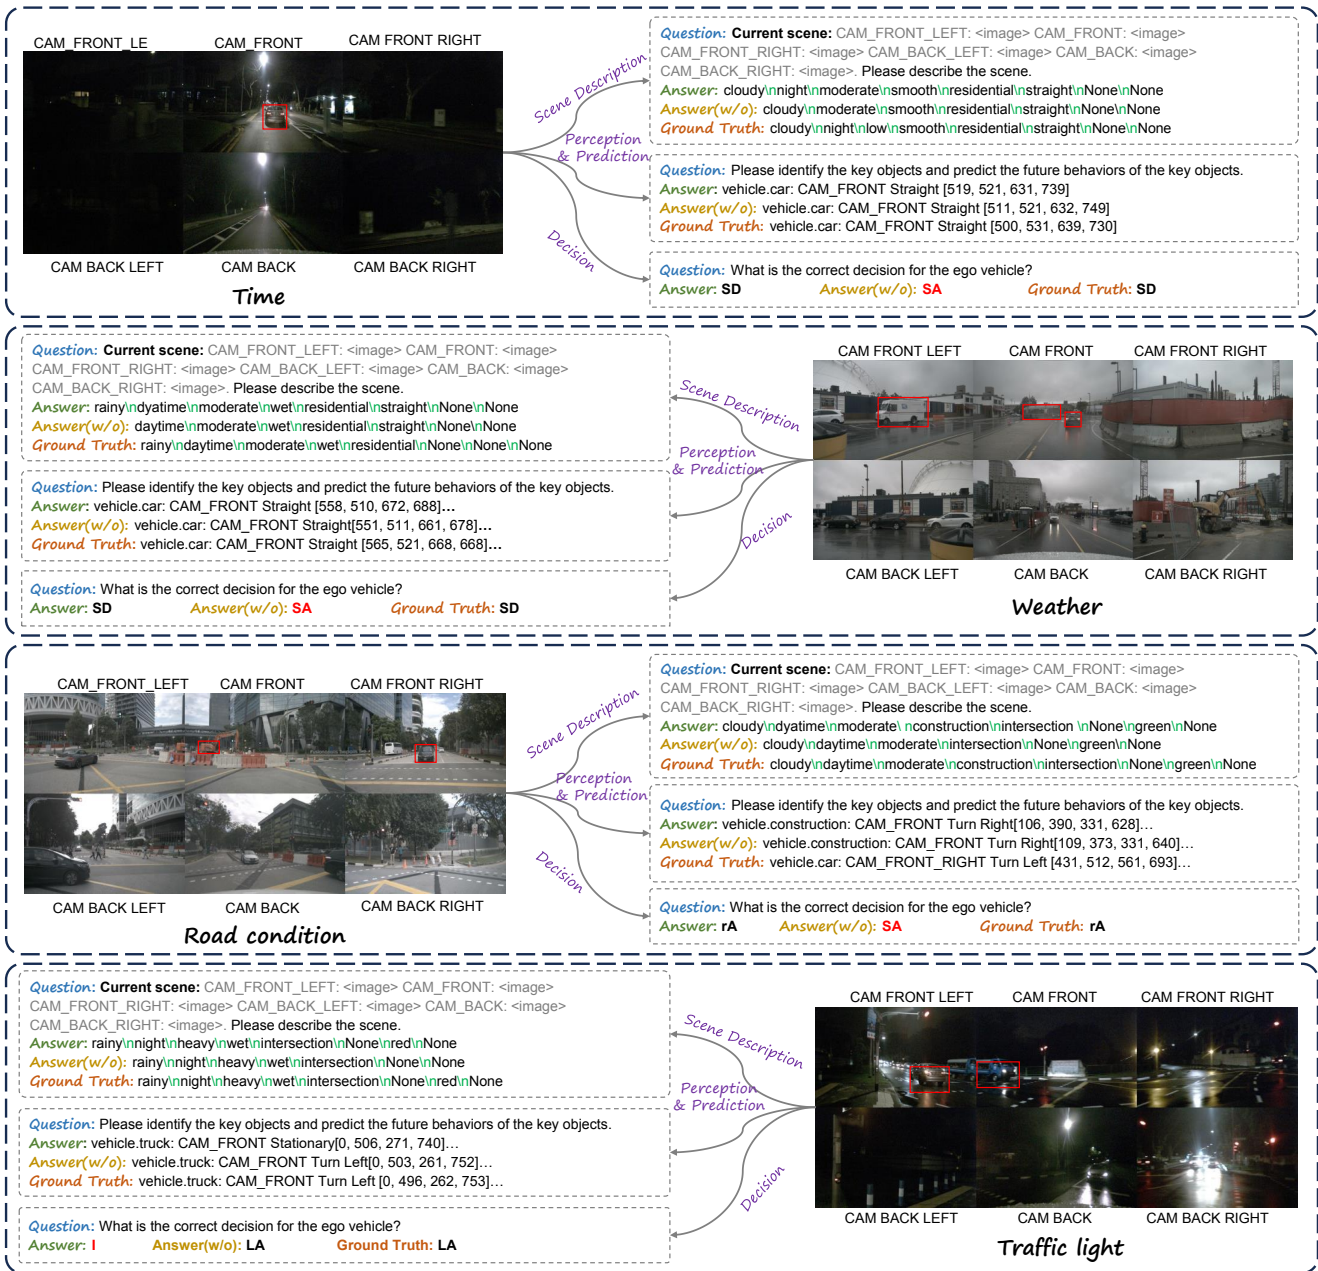 CAM_FRONT_LE
CAM_FRONT
CAM FRONT RIGHT
CAM BACK LEFT
CAM BACK
CAM BACK RIGHT
Time
Scene Description
Perception
& Prediction
Decision
Question: Current scene: CAM_FRONT_LEFT: <image> CAM_FRONT: <image>
CAM_FRONT_RIGHT: <image> CAM_BACK_LEFT: <image> CAM_BACK: <image>
CAM_BACK_RIGHT: <image>. Please describe the scene.
Answer: cloudy\nnight\nmoderate\nsmooth\nresidential\nstraight\nNone\nNone
Answer(w/o): cloudy\nmoderate\nsmooth\nresidential\nstraight\nNone\nNone
Ground Truth: cloudy\nnight\nlow\nsmooth\nresidential\nstraight\nNone\nNone
Question: Please identify the key objects and predict the future behaviors of the key objects.
Answer: vehicle.car: CAM_FRONT Straight [519, 521, 631, 739]
Answer(w/o): vehicle.car: CAM_FRONT Straight [511, 521, 632, 749]
Ground Truth: vehicle.car: CAM_FRONT Straight [500, 531, 639, 730]
Question: What is the correct decision for the ego vehicle?
Answer: SD Answer(w/o): SA Ground Truth: SD
Question: Current scene: CAM_FRONT_LEFT: <image> CAM_FRONT: <image>
CAM_FRONT_RIGHT: <image> CAM_BACK_LEFT: <image> CAM_BACK: <image>
CAM_BACK_RIGHT: <image>. Please describe the scene.
Answer: rainy\ndyatime\nmoderate\nwet\nresidential\nstraight\nNone\nNone
Answer(w/o): daytime\nmoderate\nwet\nresidential\nstraight\nNone\nNone
Ground Truth: rainy\ndaytime\nmoderate\nwet\nresidential\nNone\nNone\nNone
Question: Please identify the key objects and predict the future behaviors of the key objects.
Answer: vehicle.car: CAM_FRONT Straight [558, 510, 672, 688]...
Answer(w/o): vehicle.car: CAM_FRONT Straight[551, 511, 661, 678]...
Ground Truth: vehicle.car: CAM_FRONT Straight [565, 521, 668, 668]...
Question: What is the correct decision for the ego vehicle?
Answer: SD Answer(w/o): SA Ground Truth: SD
Scene Description
Perception
& Prediction
Decision
CAM FRONT LEFT
CAM FRONT
CAM FRONT RIGHT
CAM BACK LEFT
CAM BACK
CAM BACK RIGHT
Weather
CAM_FRONT_LEFT
CAM FRONT
CAM FRONT RIGHT
CAM BACK LEFT
CAM BACK
CAM BACK RIGHT
Road condition
Scene Description
Perception
& Prediction
Decision
Question: Current scene: CAM_FRONT_LEFT: <image> CAM_FRONT: <image>
CAM_FRONT_RIGHT: <image> CAM_BACK_LEFT: <image> CAM_BACK: <image>
CAM_BACK_RIGHT: <image>. Please describe the scene.
Answer: cloudy\ndyatime\nmoderate\ nconstruction\nintersection \nNone\ngreen\nNone
Answer(w/o): cloudy\ndaytime\nmoderate\nintersection\nNone\ngreen\nNone
Ground Truth: cloudy\ndaytime\nmoderate\nconstruction\nintersection\nNone\ngreen\nNone
Question: Please identify the key objects and predict the future behaviors of the key objects.
Answer: vehicle.construction: CAM_FRONT Turn Right[106, 390, 331, 628]...
Answer(w/o): vehicle.construction: CAM_FRONT Turn Right[109, 373, 331, 640]...
Ground Truth: vehicle.car: CAM_FRONT_RIGHT Turn Left [431, 512, 561, 693]...
Question: What is the correct decision for the ego vehicle?
Answer: rA Answer(w/o): SA Ground Truth: rA
Question: Current scene: CAM_FRONT_LEFT: <image> CAM_FRONT: <image>
CAM_FRONT_RIGHT: <image> CAM_BACK_LEFT: <image> CAM_BACK: <image>
CAM_BACK_RIGHT: <image>. Please describe the scene.
Answer: rainy\nnight\nheavy\nwet\nintersection\nNone\nred\nNone
Answer(w/o): rainy\nnight\nheavy\nwet\nintersection\nNone\nNone
Ground Truth: rainy\nnight\nheavy\nwet\nintersection\nNone\nred\nNone
Question: Please identify the key objects and predict the future behaviors of the key objects.
Answer: vehicle.truck: CAM_FRONT Stationary[0, 506, 271, 740]...
Answer(w/o): vehicle.truck: CAM_FRONT Turn Left[0, 503, 261, 752]...
Ground Truth: vehicle.truck: CAM_FRONT Turn Left [0, 496, 262, 753]...
Question: What is the correct decision for the ego vehicle?
Answer: I Answer(w/o): LA Ground Truth: LA
Scene Description
Perception
& Prediction
Decision
CAM FRONT LEFT
CAM FRONT
CAM FRONT RIGHT
CAM BACK LEFT
CAM BACK
CAM BACK RIGHT
Traffic light